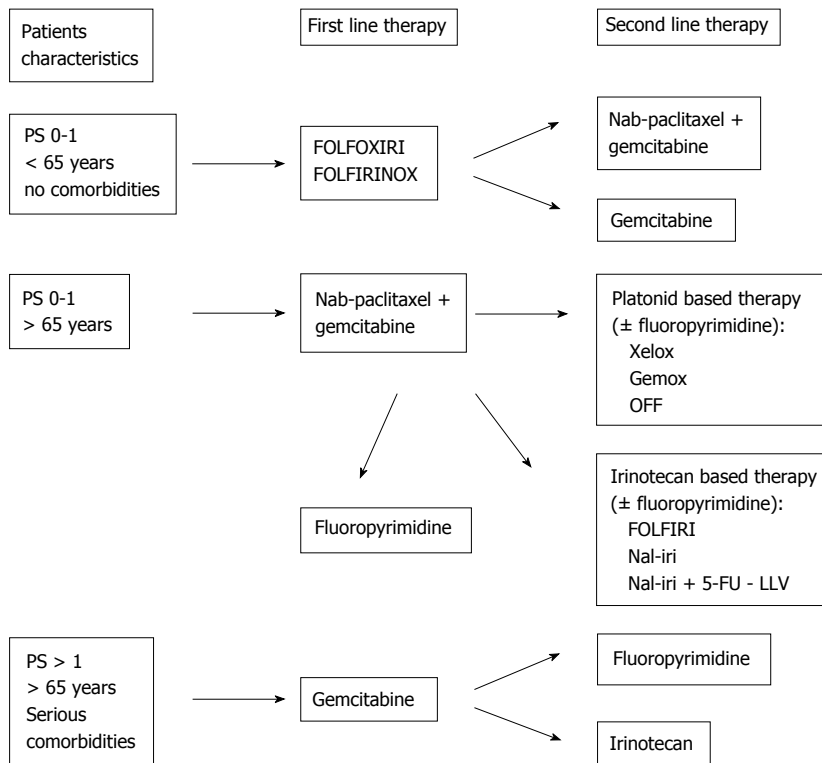 Patients
characteristics
First line therapy
Second line therapy
PS 0-1
< 65 years
no comorbidities
FOLFOXIRI
FOLFIRINOX
Nab-paclitaxel +
gemcitabine
Gemcitabine
PS 0-1
> 65 years
Nab-paclitaxel +
gemcitabine
Platonid based therapy
(± fluoropyrimidine):
Xelox
Gemox
OFF
Fluoropyrimidine
Irinotecan based therapy
(± fluoropyrimidine):
FOLFIRI
Nal-iri
Nal-iri + 5-FU - LLV
PS > 1
> 65 years
Serious
comorbidities
Gemcitabine
Fluoropyrimidine
Irinotecan